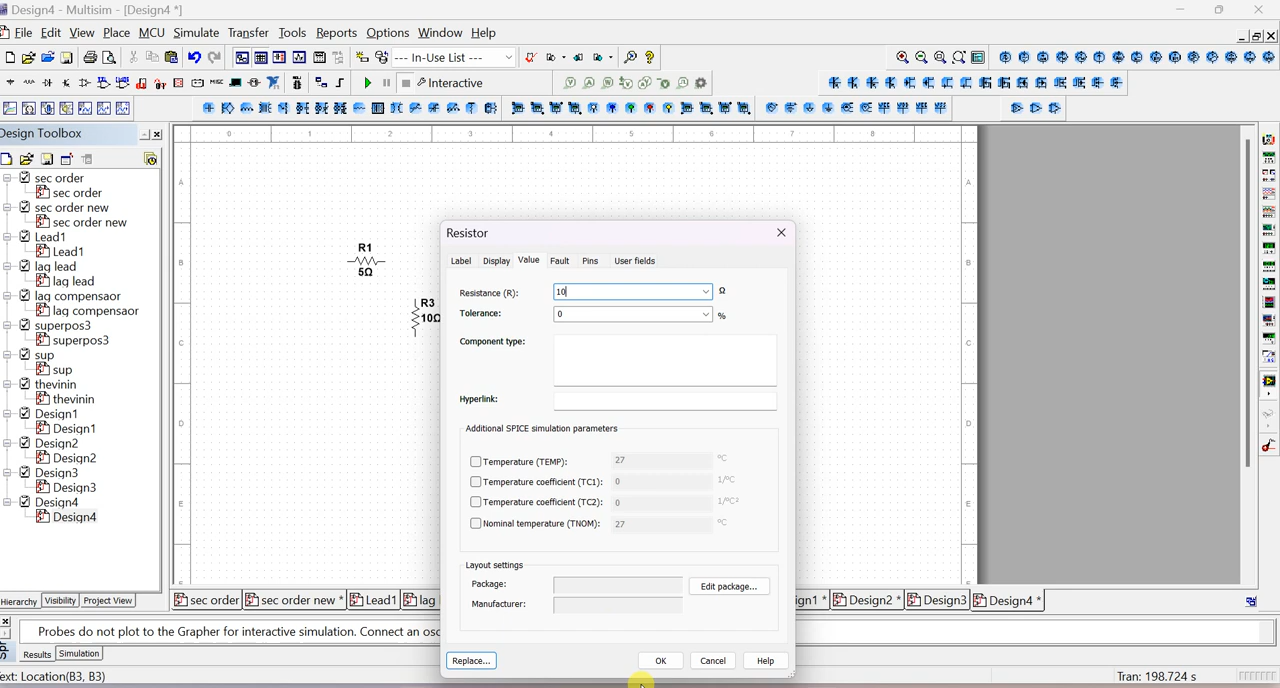 Design4 - Multisim - [Design4 *]
File Edit View Place MCU Simulate Transfer Tools Reports Options Window Help
--- In-Use List ---
Interactive
MISC
Design Toolbox
0 1 2 3 4 5 6 7 8
sec order
sec order
sec order new
sec order new
Lead1
Lead1
lag lead
lag lead
lag compensaor
lag compensaor
superpos3
superpos3
sup
sup
thevinin
thevinin
Design1
Design1
Design2
Design2
Design3
Design3
Design4
Design4
Hierarchy Visibility Project View
A
B
C
D
E
A
B
C
D
E
R1
5Ω
R3
10Ω
Resistor
Label Display Value Fault Pins User fields
Resistance (R): 10 Ω
Tolerance: 0 %
Component type:
Hyperlink:
Additional SPICE simulation parameters
Temperature (TEMP): 27 ºC
Temperature coefficient (TC1): 0 1/ºC
Temperature coefficient (TC2): 0 1/ºC²
Nominal temperature (TNOM): 27 ºC
Layout settings
Package: Edit package...
Manufacturer:
Replace... OK Cancel Help
sec order sec order new * Lead1 lag
ign1 * Design2 * Design3 Design4 *
Probes do not plot to the Grapher for interactive simulation. Connect an osc
Results Simulation
ext: Location(B3, B3)
Tran: 198.724 s